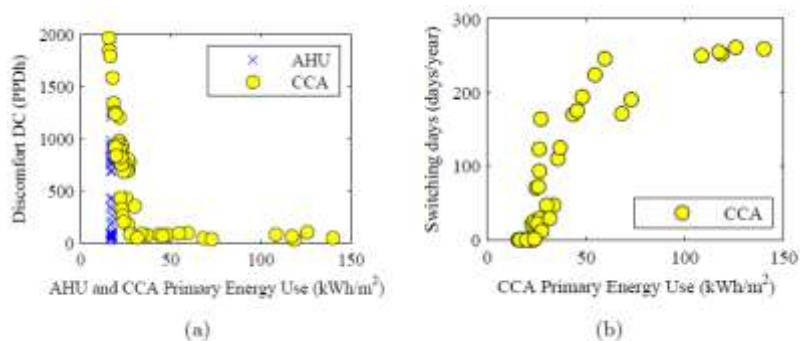 2000
1500
1000
500
0
0
50
100
150
Discomfort DC (PPDh)
AHU
CCA
AHU and CCA Primary Energy Use (kWh/m²)
(a)
300
200
100
0
0
50
100
150
Switching days (days/year)
CCA
CCA Primary Energy Use (kWh/m²)
(b)